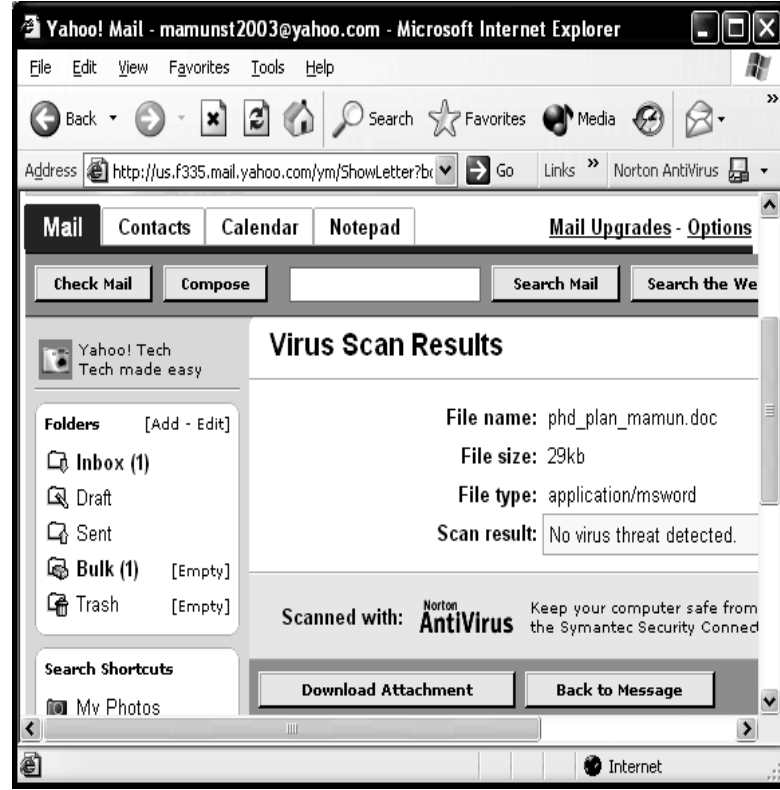 Yahoo! Mail - mamunst2003@yahoo.com - Microsoft Internet Explorer
File Edit View Favorites Tools Help
Back Search Favorites Media »
Address http://us.f335.mail.yahoo.com/ym/ShowLetter?bo Go Links » Norton AntiVirus
Mail Contacts Calendar Notepad Mail Upgrades - Options
Check Mail Compose Search Mail Search the We
Yahoo! Tech
Tech made easy
Virus Scan Results
Folders [Add - Edit]
Inbox (1)
Draft
Sent
Bulk (1) [Empty]
Trash [Empty]
File name: phd_plan_mamun.doc
File size: 29kb
File type: application/msword
Scan result: No virus threat detected.
Scanned with: Norton AntiVirus
Keep your computer safe from
the Symantec Security Connec
Search Shortcuts
My Photos
Download Attachment Back to Message
Internet